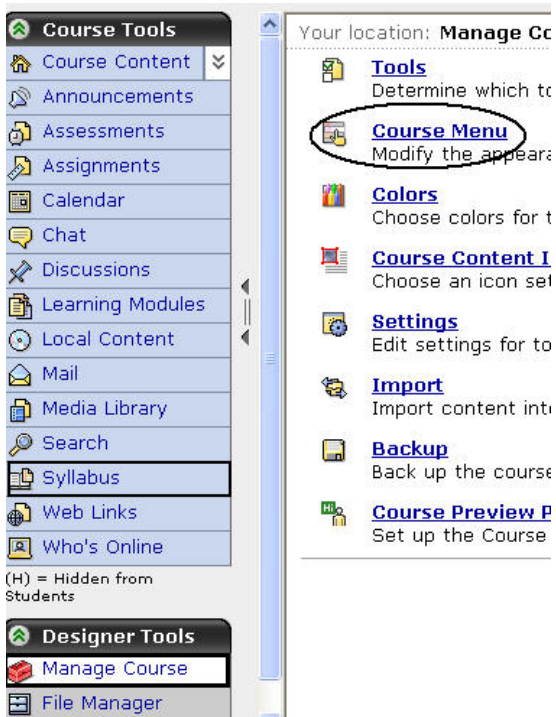 Course Tools
Course Content
Announcements
Assessments
Assignments
Calendar
Chat
Discussions
Learning Modules
Local Content
Mail
Media Library
Search
Syllabus
Web Links
Who's Online
(H) = Hidden from
Students
Designer Tools
Manage Course
File Manager
Your location: Manage Co
Tools
Determine which to
Course Menu
Modify the appeara
Colors
Choose colors for t
Course Content I
Choose an icon set
Settings
Edit settings for to
Import
Import content inte
Backup
Back up the course
Hi
Course Preview P
Set up the Course